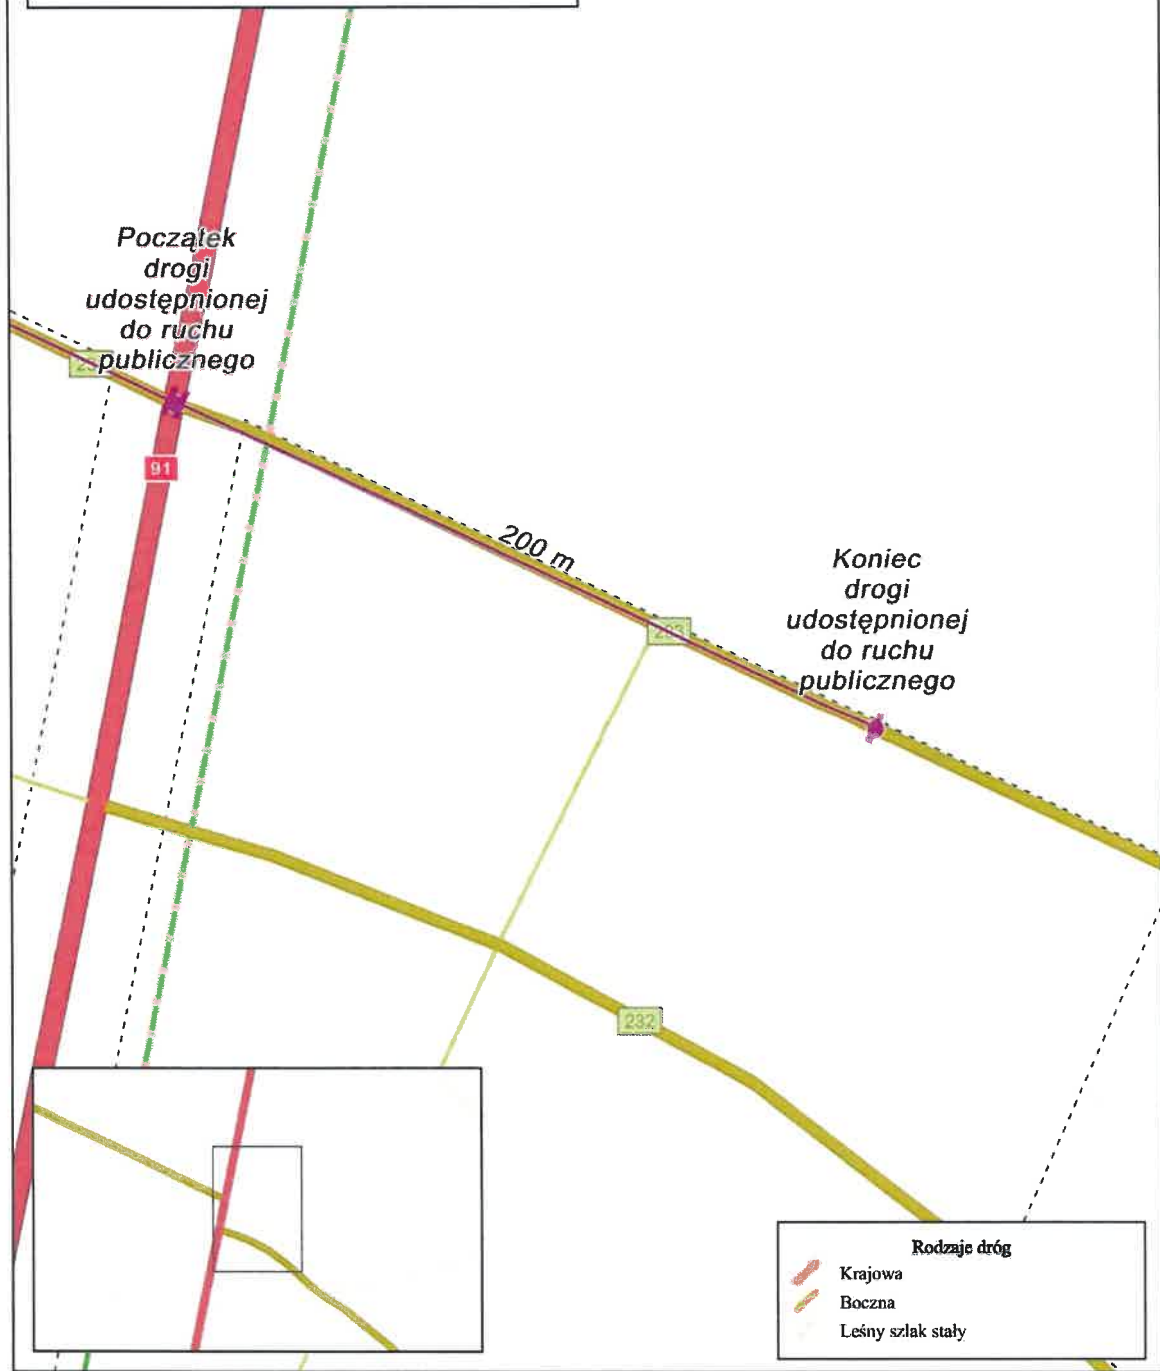 Początek
drogi
udostępnionej
do ruchu
publicznego
91
200 m
Koniec
drogi
udostępnionej
do ruchu
publicznego
232
Rodzaje dróg
Krajowa
Boczna
Leśny szlak stały